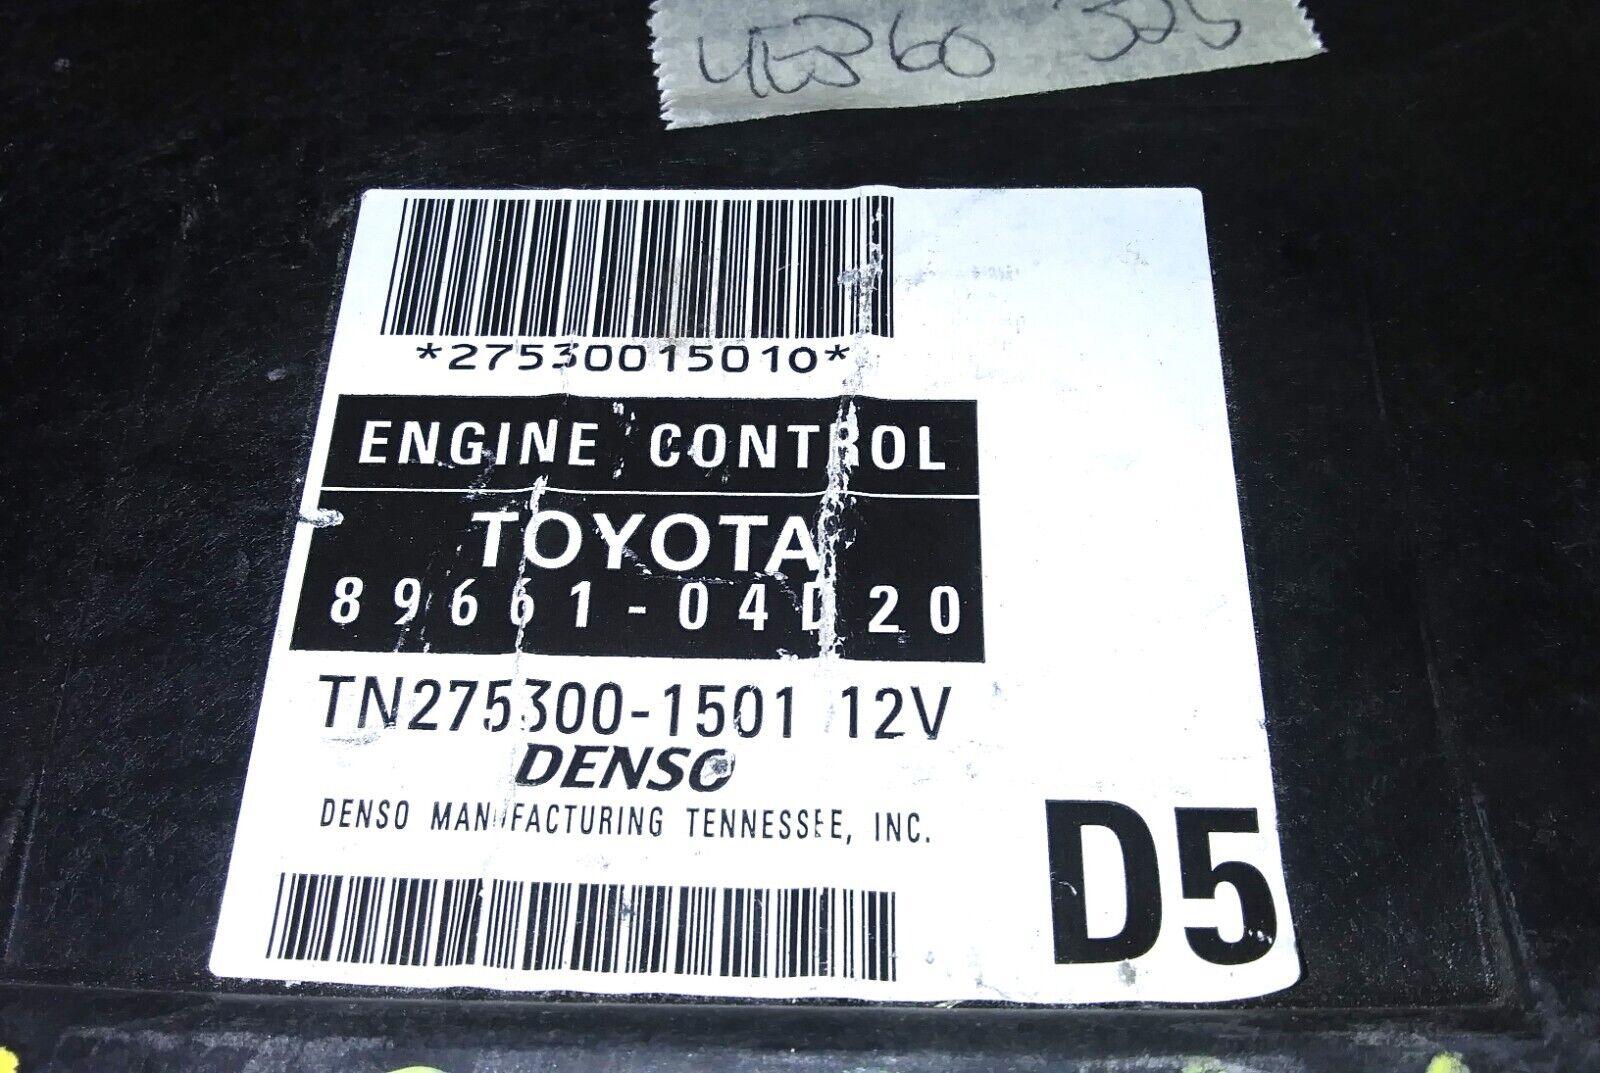 *27530015010*
ENGINE CONTROL
TOYOTA
89661-04D20
TN275300-1501 12V
DENSO
DENSO MANUFACTURING TENNESSEE, INC.
D5